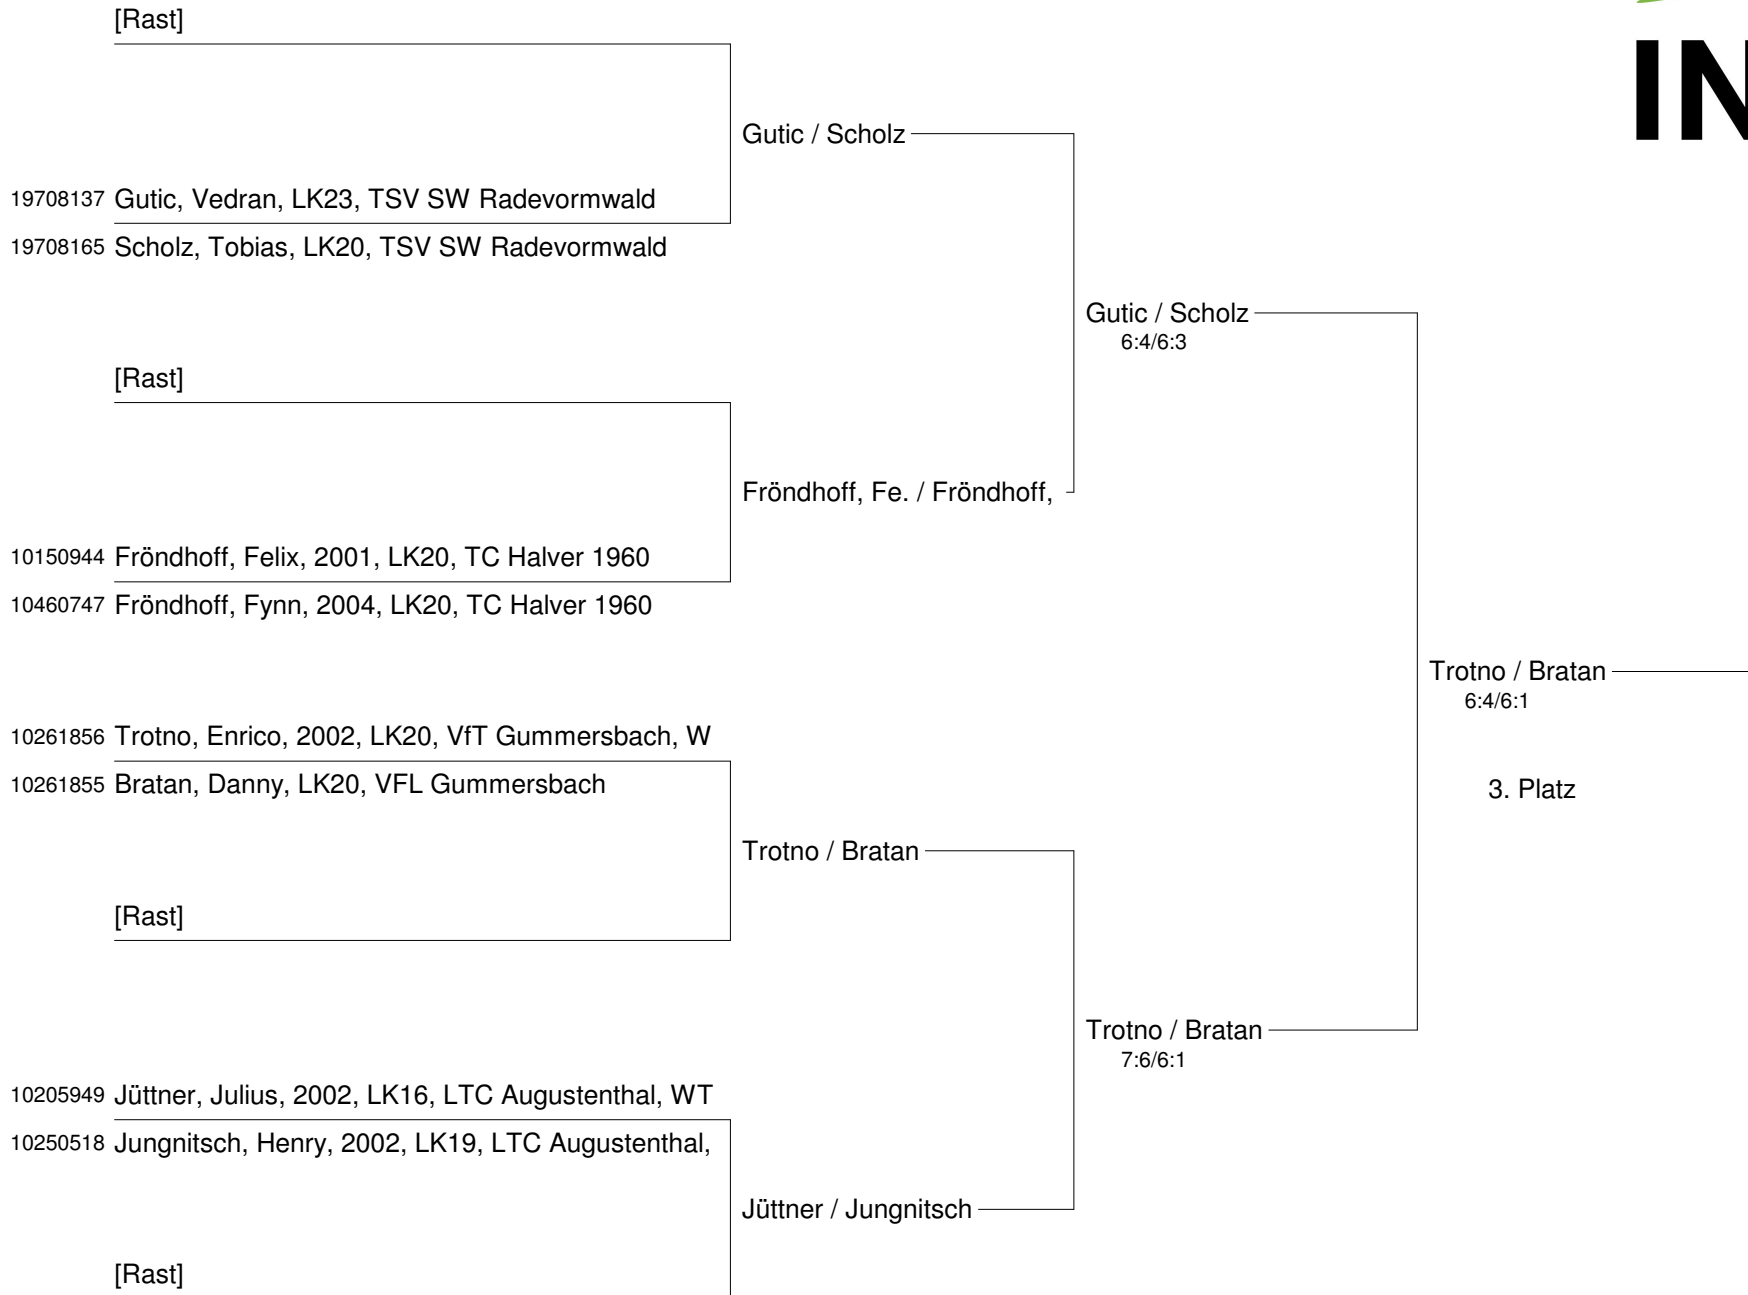 [Rast]
IN
Gutic / Scholz
19708137 Gutic, Vedran, LK23, TSV SW Radevormwald
19708165 Scholz, Tobias, LK20, TSV SW Radevormwald
Gutic / Scholz
6:4/6:3
[Rast]
Fröndhoff, Fe. / Fröndhoff,
10150944 Fröndhoff, Felix, 2001, LK20, TC Halver 1960
10460747 Fröndhoff, Fynn, 2004, LK20, TC Halver 1960
Trotno / Bratan
6:4/6:1
10261856 Trotno, Enrico, 2002, LK20, VfT Gummersbach, W
10261855 Bratan, Danny, LK20, VFL Gummersbach
3. Platz
Trotno / Bratan
[Rast]
Trotno / Bratan
7:6/6:1
10205949 Jüttner, Julius, 2002, LK16, LTC Augustenthal, WT
10250518 Jungnitsch, Henry, 2002, LK19, LTC Augustenthal,
Jüttner / Jungnitsch
[Rast]